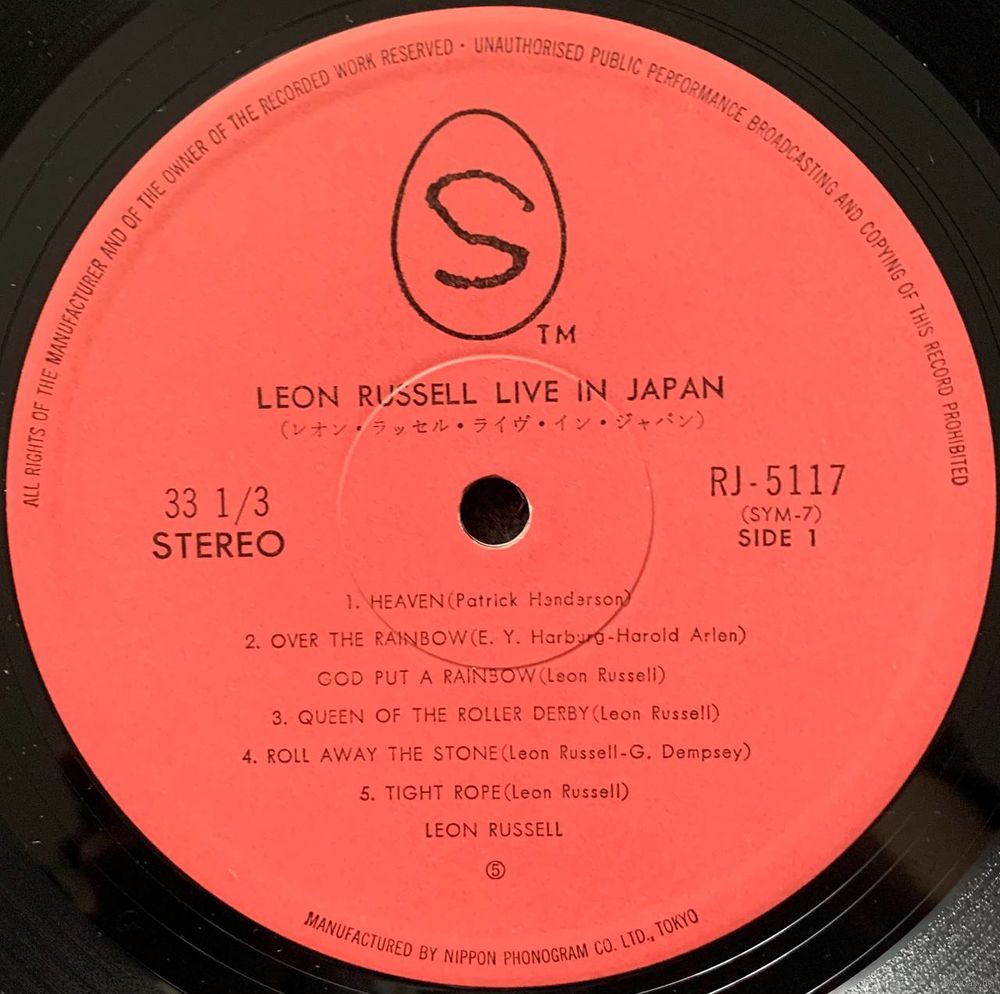 ALL RIGHTS OF THE MANUFACTURER AND OF THE OWNER OF THE RECORDED WORK RESERVED · UNAUTHORISED PUBLIC PERFORMANCE BROADCASTING AND COPYING OF THIS RECORD PROHIBITED
S
TM
LEON RUSSELL LIVE IN JAPAN
(レオン・ラッセル・ライヴ・イン・ジャパン)
33 1/3
STEREO
RJ-5117
(SYM-7)
SIDE 1
1. HEAVEN(Patrick Henderson)
2. OVER THE RAINBOW(E. Y. Harburg-Harold Arlen)
GOD PUT A RAINBOW(Leon Russell)
3. QUEEN OF THE ROLLER DERBY(Leon Russell)
4. ROLL AWAY THE STONE(Leon Russell-G. Dempsey)
5. TIGHT ROPE(Leon Russell)
LEON RUSSELL
⑤
MANUFACTURED BY NIPPON PHONOGRAM CO. LTD., TOKYO